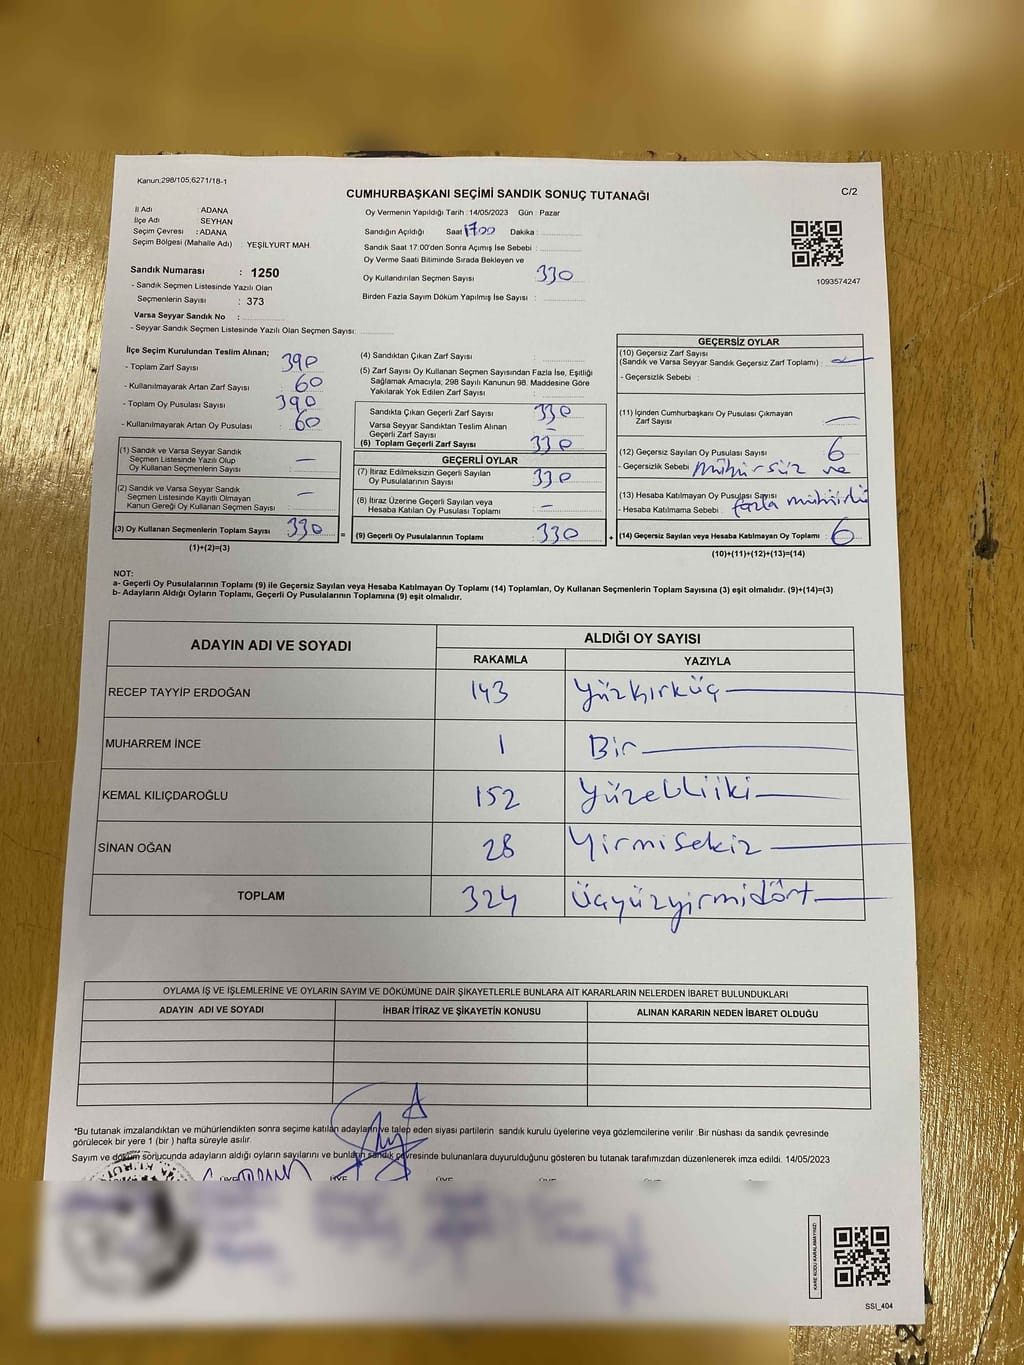 Kanun,298/105,6271/18-1
CUMHURBAŞKANI SEÇİMİ SANDIK SONUÇ TUTANAĞI
C/2
İl Adı : ADANA
İlçe Adı : SEYHAN
Seçim Çevresi : ADANA
Seçim Bölgesi (Mahalle Adı) : YEŞİLYURT MAH
Sandık Numarası : 1250
- Sandık Seçmen Listesinde Yazılı Olan
Seçmenlerin Sayısı : 373
Varsa Seyyar Sandık No :
- Seyyar Sandık Seçmen Listesinde Yazılı Olan Seçmen Sayısı:
Oy Vermenin Yapıldığı Tarih :14/05/2023 Gün : Pazar
Sandığın Açıldığı Saat 1700 Dakika :
Sandık Saat 17:00'den Sonra Açımış İse Sebebi :
Oy Verme Saati Bitiminde Sırada Bekleyen ve
Oy Kullandırılan Seçmen Sayısı 330
Birden Fazla Sayım Döküm Yapılmış İse Sayısı :
1093574247
İlçe Seçim Kurulundan Teslim Alınan;
- Toplam Zarf Sayısı 390
- Kullanılmayarak Artan Zarf Sayısı 60
- Toplam Oy Pusulası Sayısı 390
- Kullanılmayarak Artan Oy Pusulası 60
(1) Sandık ve Varsa Seyyar Sandık
Seçmen Listesinde Yazılı Olup
Oy Kullanan Seçmenlerin Sayısı : —
(2) Sandık ve Varsa Seyyar Sandık
Seçmen Listesinde Kayıtlı Olmayan
Kanun Gereği Oy Kullanan Seçmen Sayısı : —
(3) Oy Kullanan Seçmenlerin Toplam Sayısı 330 =
(1)+(2)=(3)
(4) Sandıktan Çıkan Zarf Sayısı :
(5) Zarf Sayısı Oy Kullanan Seçmen Sayısından Fazla İse, Eşitliği
Sağlamak Amacıyla; 298 Sayılı Kanunun 98. Maddesine Göre
Yakılarak Yok Edilen Zarf Sayısı :
Sandıkta Çıkan Geçerli Zarf Sayısı 330
Varsa Seyyar Sandıktan Teslim Alınan
Geçerli Zarf Sayısı : —
(6) Toplam Geçerli Zarf Sayısı 330
GEÇERLİ OYLAR
(7) İtiraz Edilmeksizin Geçerli Sayılan
Oy Pusulalarının Sayısı : 330
(8) İtiraz Üzerine Geçerli Sayılan veya
Hesaba Katılan Oy Pusulası Toplamı : —
(9) Geçerli Oy Pusulalarının Toplamı 330 +
GEÇERSİZ OYLAR
(10) Geçersiz Zarf Sayısı
(Sandık ve Varsa Seyyar Sandık Geçersiz Zarf Toplamı) :
- Geçersizlik Sebebi :
(11) İçinden Cumhurbaşkanı Oy Pusulası Çıkmayan
Zarf Sayısı : —
(12) Geçersiz Sayılan Oy Pusulası Sayısı 6
- Geçersizlik Sebebi mühürsüz ve
(13) Hesaba Katılmayan Oy Pusulası Sayısı
- Hesaba Katılmama Sebebi : fazla mühürlü
(14) Geçersiz Sayılan veya Hesaba Katılmayan Oy Toplamı : 6
(10)+(11)+(12)+(13)=(14)
NOT:
a- Geçerli Oy Pusulalarının Toplamı (9) ile Geçersiz Sayılan veya Hesaba Katılmayan Oy Toplamı (14) Toplamları, Oy Kullanan Seçmenlerin Toplam Sayısına (3) eşit olmalıdır. (9)+(14)=(3)
b- Adayların Aldığı Oyların Toplamı, Geçerli Oy Pusulalarının Toplamına (9) eşit olmalıdır.
ADAYIN ADI VE SOYADI
ALDIĞI OY SAYISI
RAKAMLA YAZIYLA
RECEP TAYYİP ERDOĞAN 143 Yüzkırküç
MUHARREM İNCE 1 Bir
KEMAL KILIÇDAROĞLU 152 Yüzelliiki
SİNAN OĞAN 28 Yirmisekiz
TOPLAM 324 Üçyüzyirmidört
OYLAMA İŞ VE İŞLEMLERİNE VE OYLARIN SAYIM VE DÖKÜMÜNE DAİR ŞİKAYETLERLE BUNLARA AİT KARARLARIN NELERDEN İBARET BULUNDUKLARI
ADAYIN ADI VE SOYADI İHBAR İTİRAZ VE ŞİKAYETİN KONUSU ALINAN KARARIN NEDEN İBARET OLDUĞU
*Bu tutanak imzalandıktan ve mühürlendikten sonra seçime katılan adayların ve talep eden siyasi partilerin sandık kurulu üyelerine veya gözlemcilerine verilir .Bir nüshası da sandık çevresinde
görülecek bir yere 1 (bir ) hafta süreyle asılır.
Sayım ve döküm sonucunda adayların aldığı oyların sayılarını ve bunların sandık çevresinde bulunanlara duyurulduğunu gösteren bu tutanak tarafımızdan düzenlenerek imza edildi. 14/05/2023
KARE KODU KARALAMAYINIZ!
SSI_404